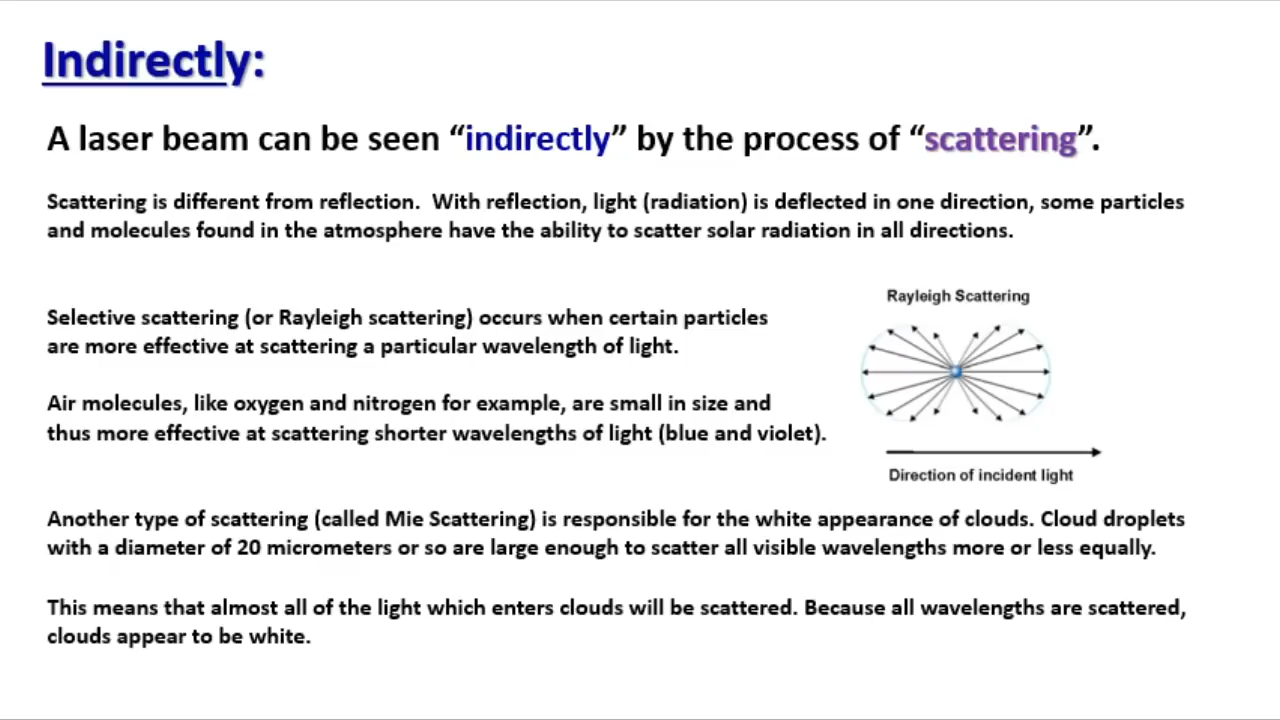 Indirectly:
A laser beam can be seen “indirectly” by the process of “scattering”.
Scattering is different from reflection.  With reflection, light (radiation) is deflected in one direction, some particles
and molecules found in the atmosphere have the ability to scatter solar radiation in all directions.
Selective scattering (or Rayleigh scattering) occurs when certain particles
are more effective at scattering a particular wavelength of light.
Air molecules, like oxygen and nitrogen for example, are small in size and
thus more effective at scattering shorter wavelengths of light (blue and violet).
Rayleigh Scattering
Direction of incident light
Another type of scattering (called Mie Scattering) is responsible for the white appearance of clouds. Cloud droplets
with a diameter of 20 micrometers or so are large enough to scatter all visible wavelengths more or less equally.
This means that almost all of the light which enters clouds will be scattered. Because all wavelengths are scattered,
clouds appear to be white.